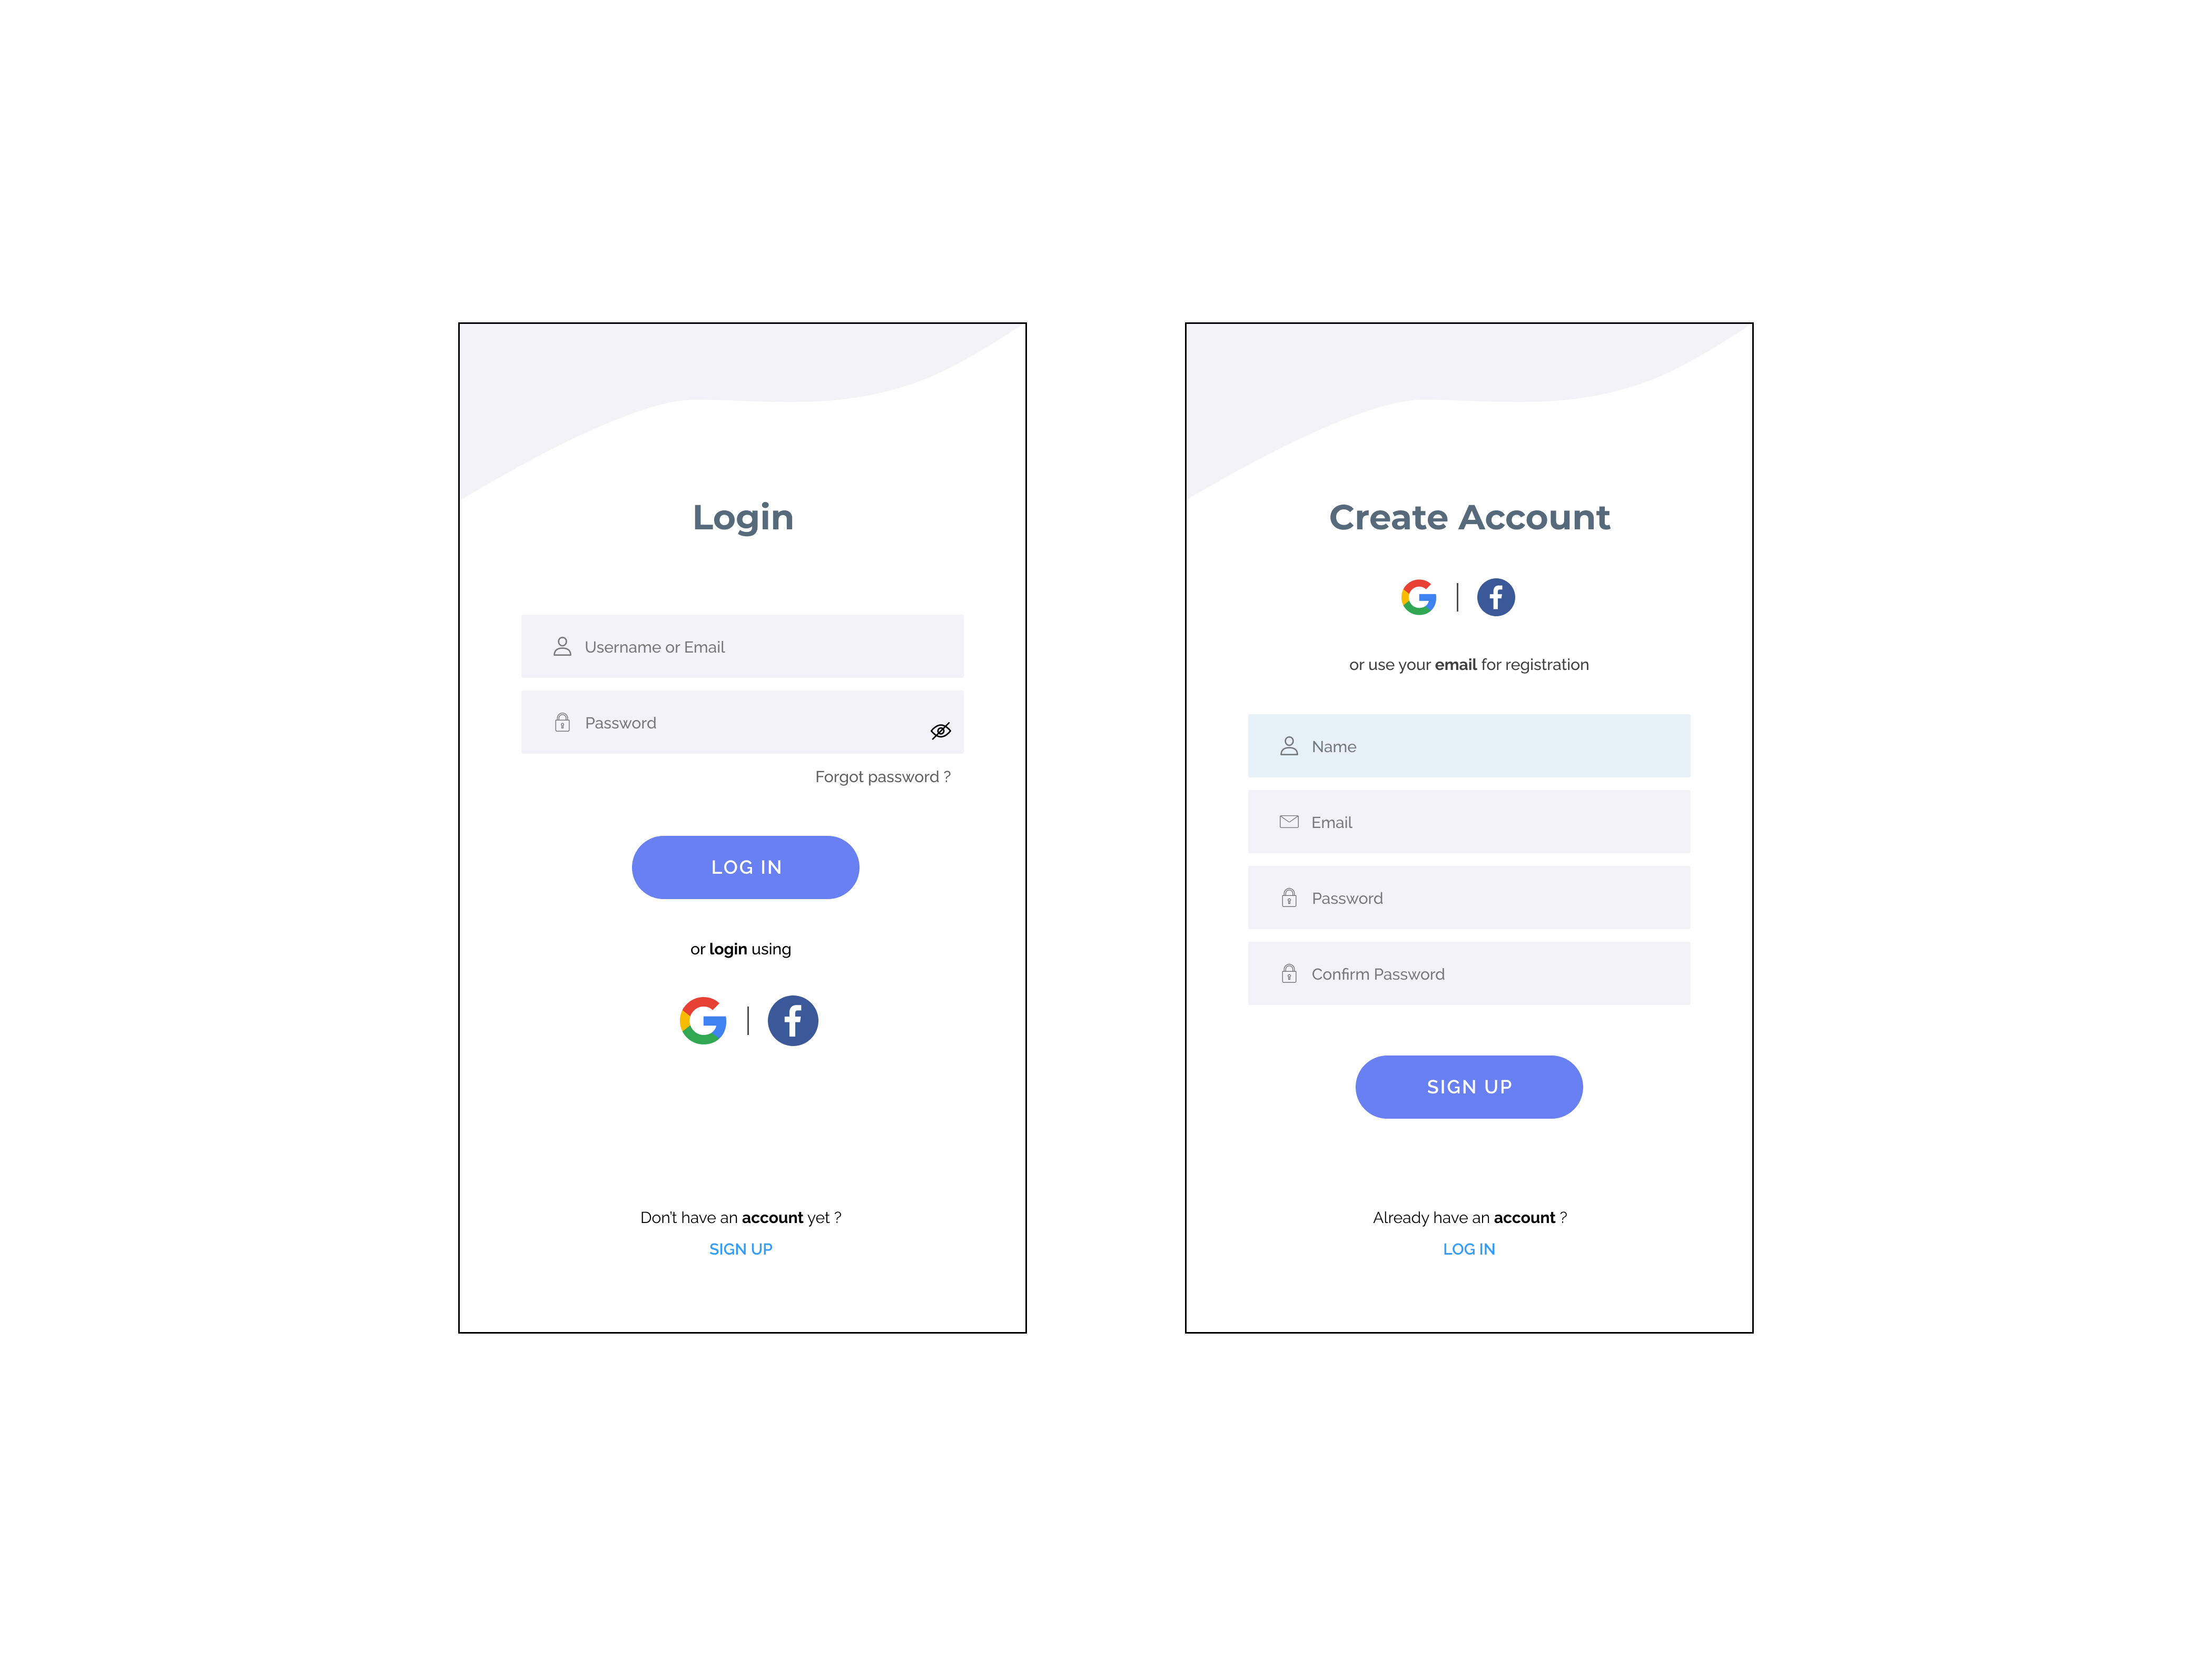 Login
Username or Email
Password
Forgot password ?
LOG IN
or login using
Don't have an account yet ?
SIGN UP
Create Account
or use your email for registration
Name
Email
Password
Confirm Password
SIGN UP
Already have an account ?
LOG IN